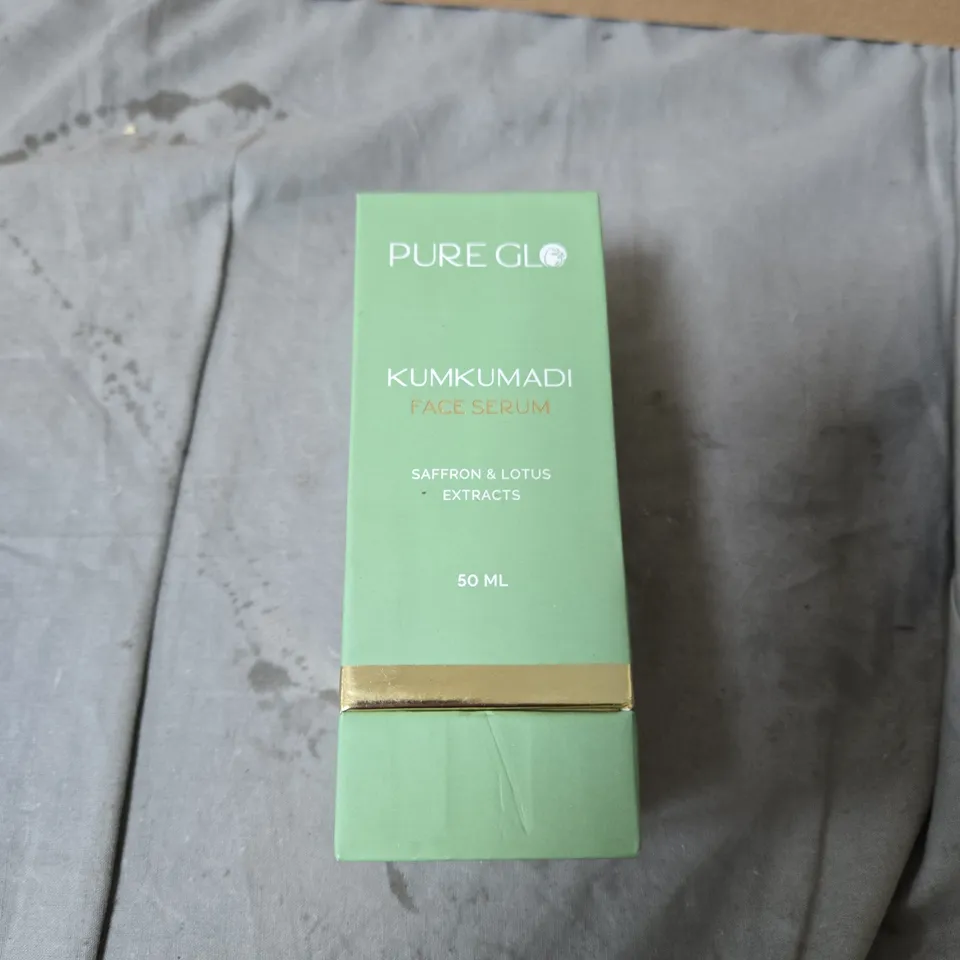 PURE GLO
KUMKUMADI
FACE SERUM
SAFFRON & LOTUS
EXTRACTS
50 ML